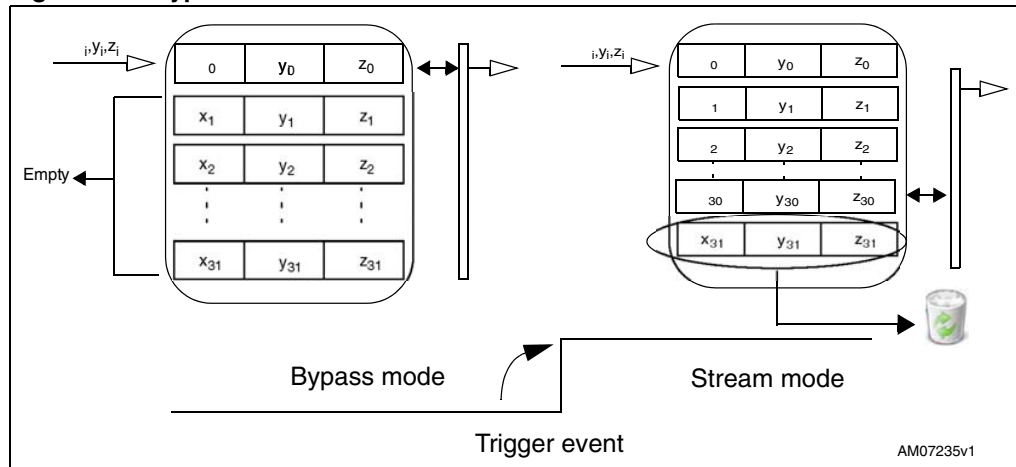 i,yi,zi
0 y0 z0
x1 y1 z1
x2 y2 z2
x31 y31 z31
Empty
i,yi,zi
0 y0 z0
1 y1 z1
2 y2 z2
30 y30 z30
x31 y31 z31
Bypass mode
Stream mode
Trigger event
AM07235v1